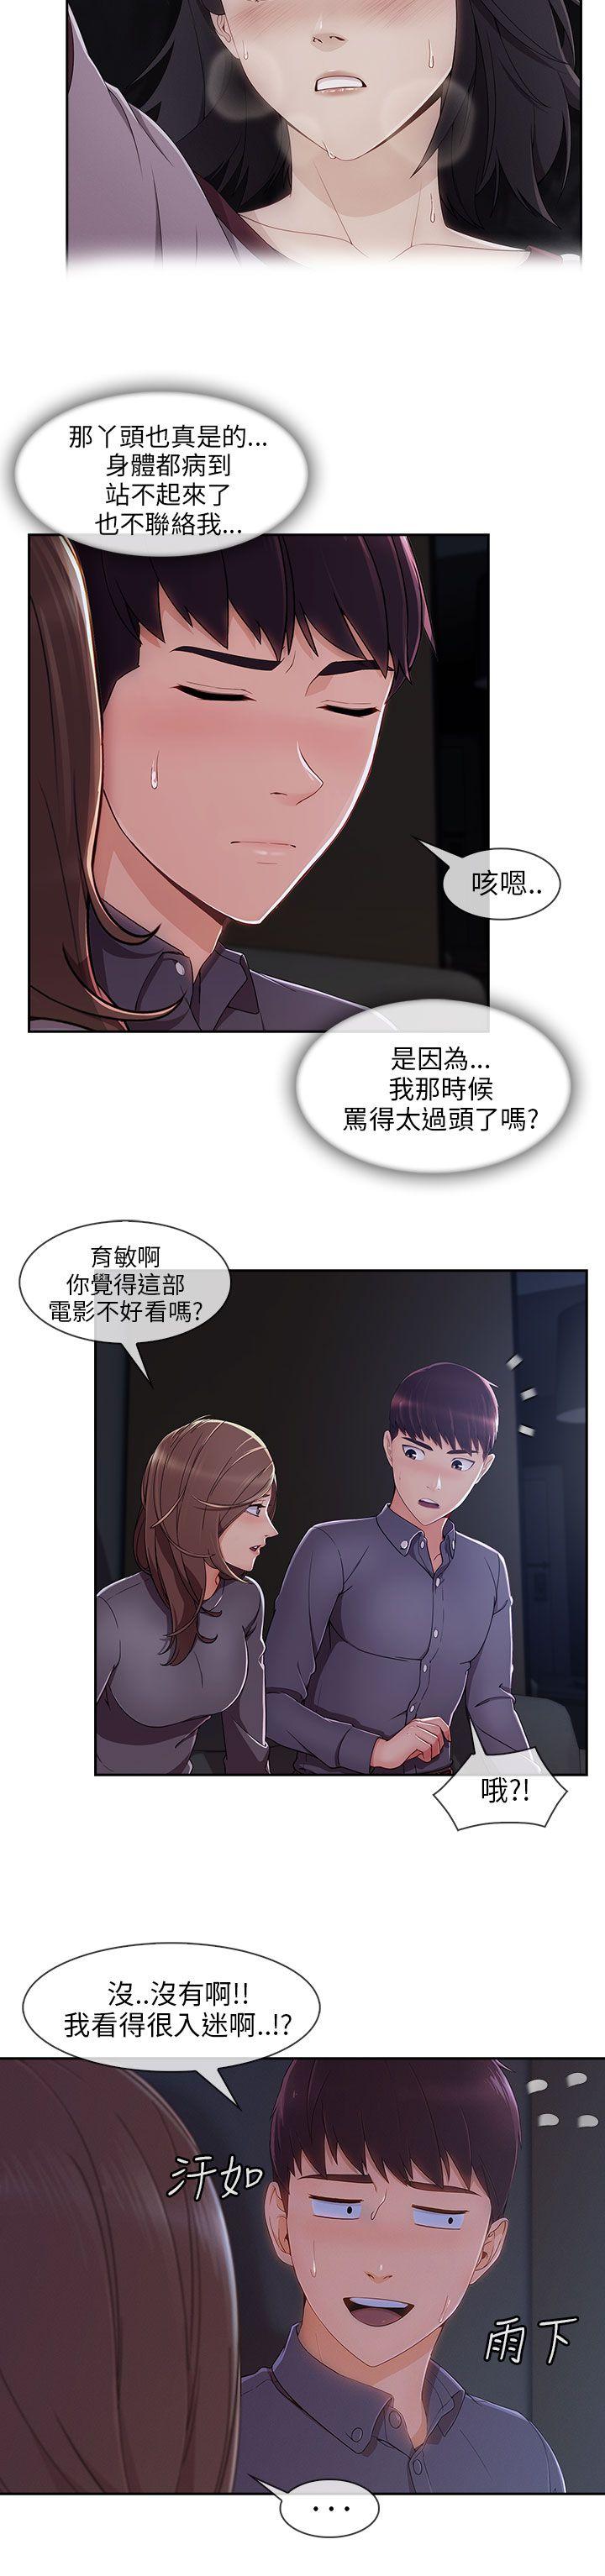 那丫頭也真是的...
身體都病到
站不起來了
也不聯絡我...
咳嗯..
是因為...
我那時候
罵得太過頭了嗎?
育敏啊
你覺得這部
電影不好看嗎?
哦?!
沒..沒有啊!!
我看得很入迷啊..!?
汗如
雨下
...